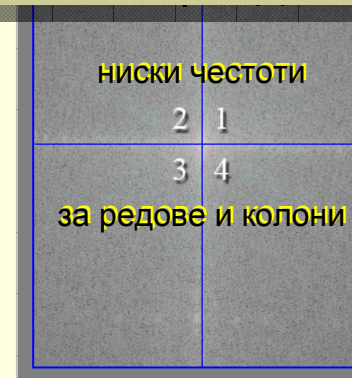 ниски честоти
2 1
3 4
за редове и колони